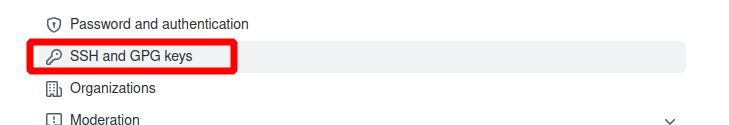 Password and authentication
SSH and GPG keys
Organizations
Moderation